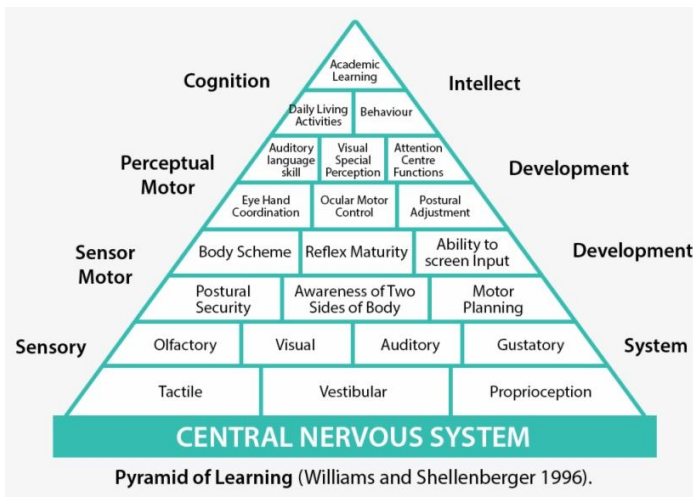 Academic
Learning
Cognition
Intellect
Daily Living
Activities
Behaviour
Auditory
language
skill
Visual
Special
Perception
Attention
Centre
Functions
Perceptual
Motor
Development
Eye Hand
Coordination
Ocular Motor
Control
Postural
Adjustment
Sensor
Motor
Body Scheme
Reflex Maturity
Ability to
screen Input
Development
Postural
Security
Awareness of Two
Sides of Body
Motor
Planning
Sensory
Olfactory
Visual
Auditory
Gustatory
System
Tactile
Vestibular
Proprioception
CENTRAL NERVOUS SYSTEM
Pyramid of Learning (Williams and Shellenberger 1996).